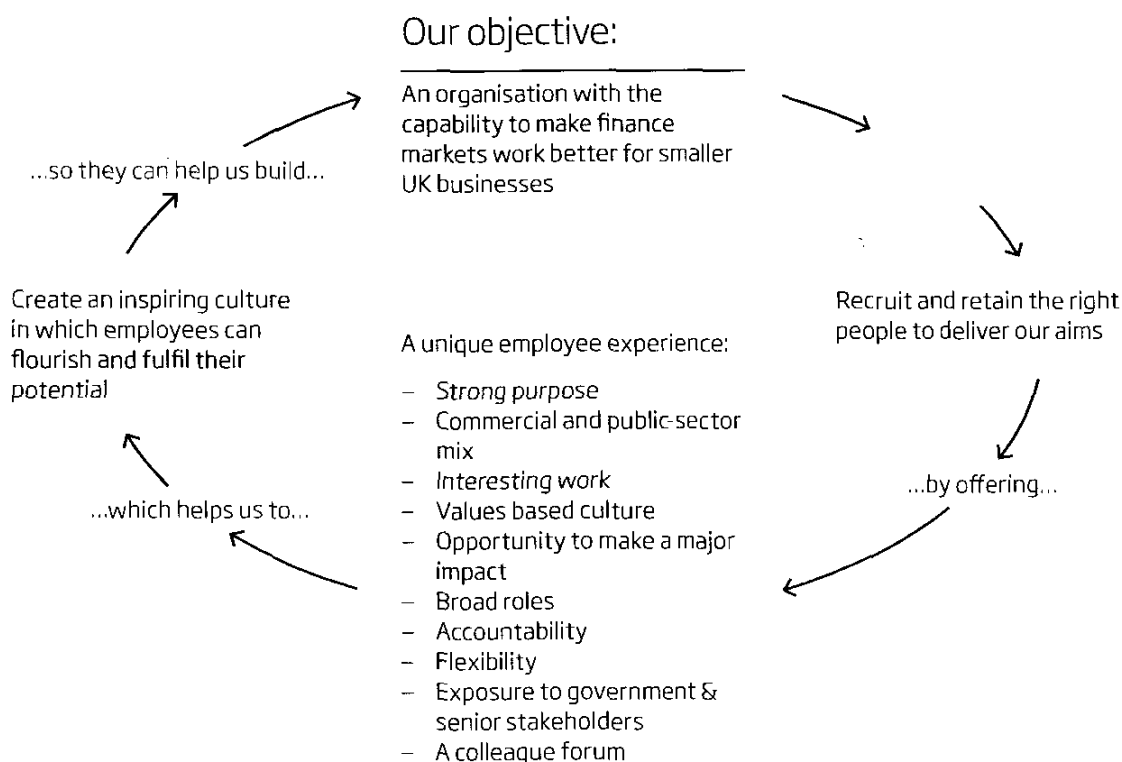 Our objective:
An organisation with the
capability to make finance
markets work better for smaller
UK businesses
Recruit and retain the right
people to deliver our aims
...by offering...
A unique employee experience:
– Strong purpose
– Commercial and public-sector
mix
– Interesting work
– Values based culture
– Opportunity to make a major
impact
– Broad roles
– Accountability
– Flexibility
– Exposure to government &
senior stakeholders
– A colleague forum
...which helps us to...
Create an inspiring culture
in which employees can
flourish and fulfil their
potential
...so they can help us build...